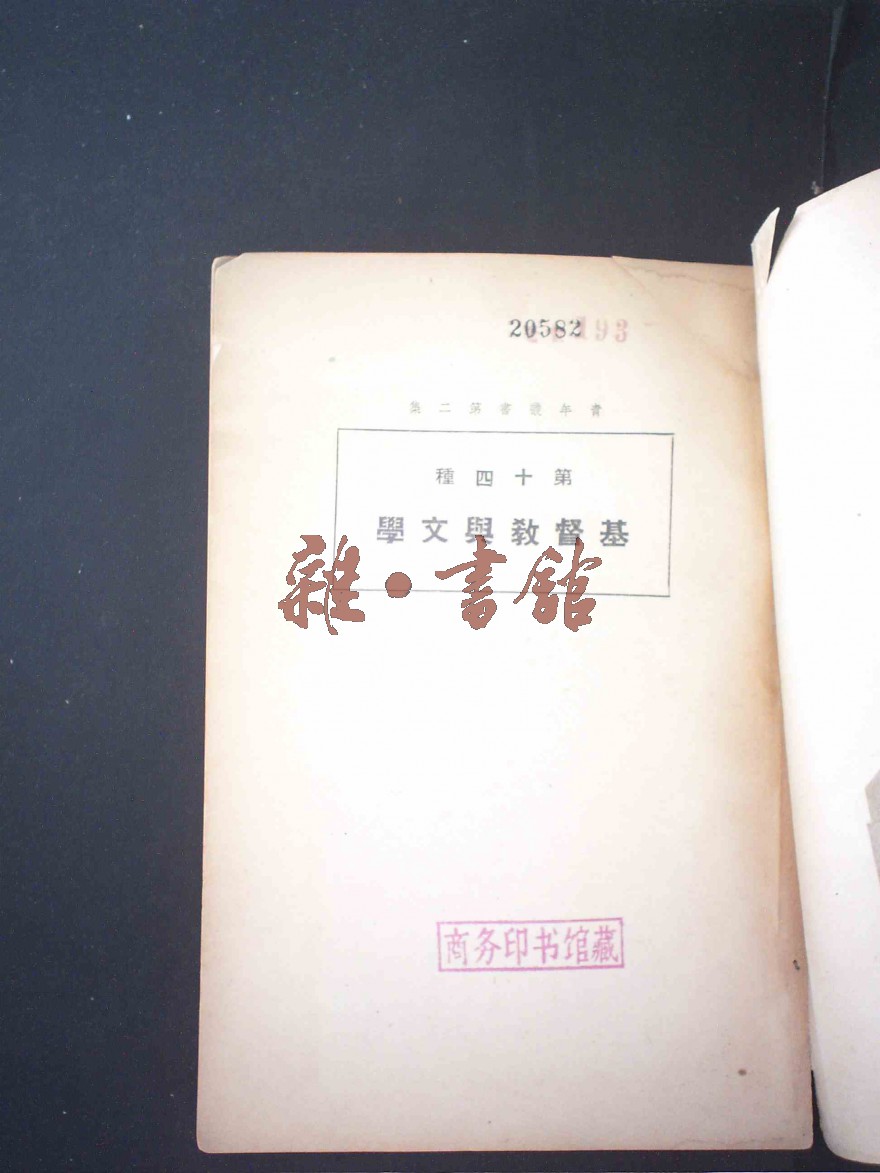 20582
193
青年叢書第二集
第十四種
基督教與文學
雜·書館
商务印书馆藏